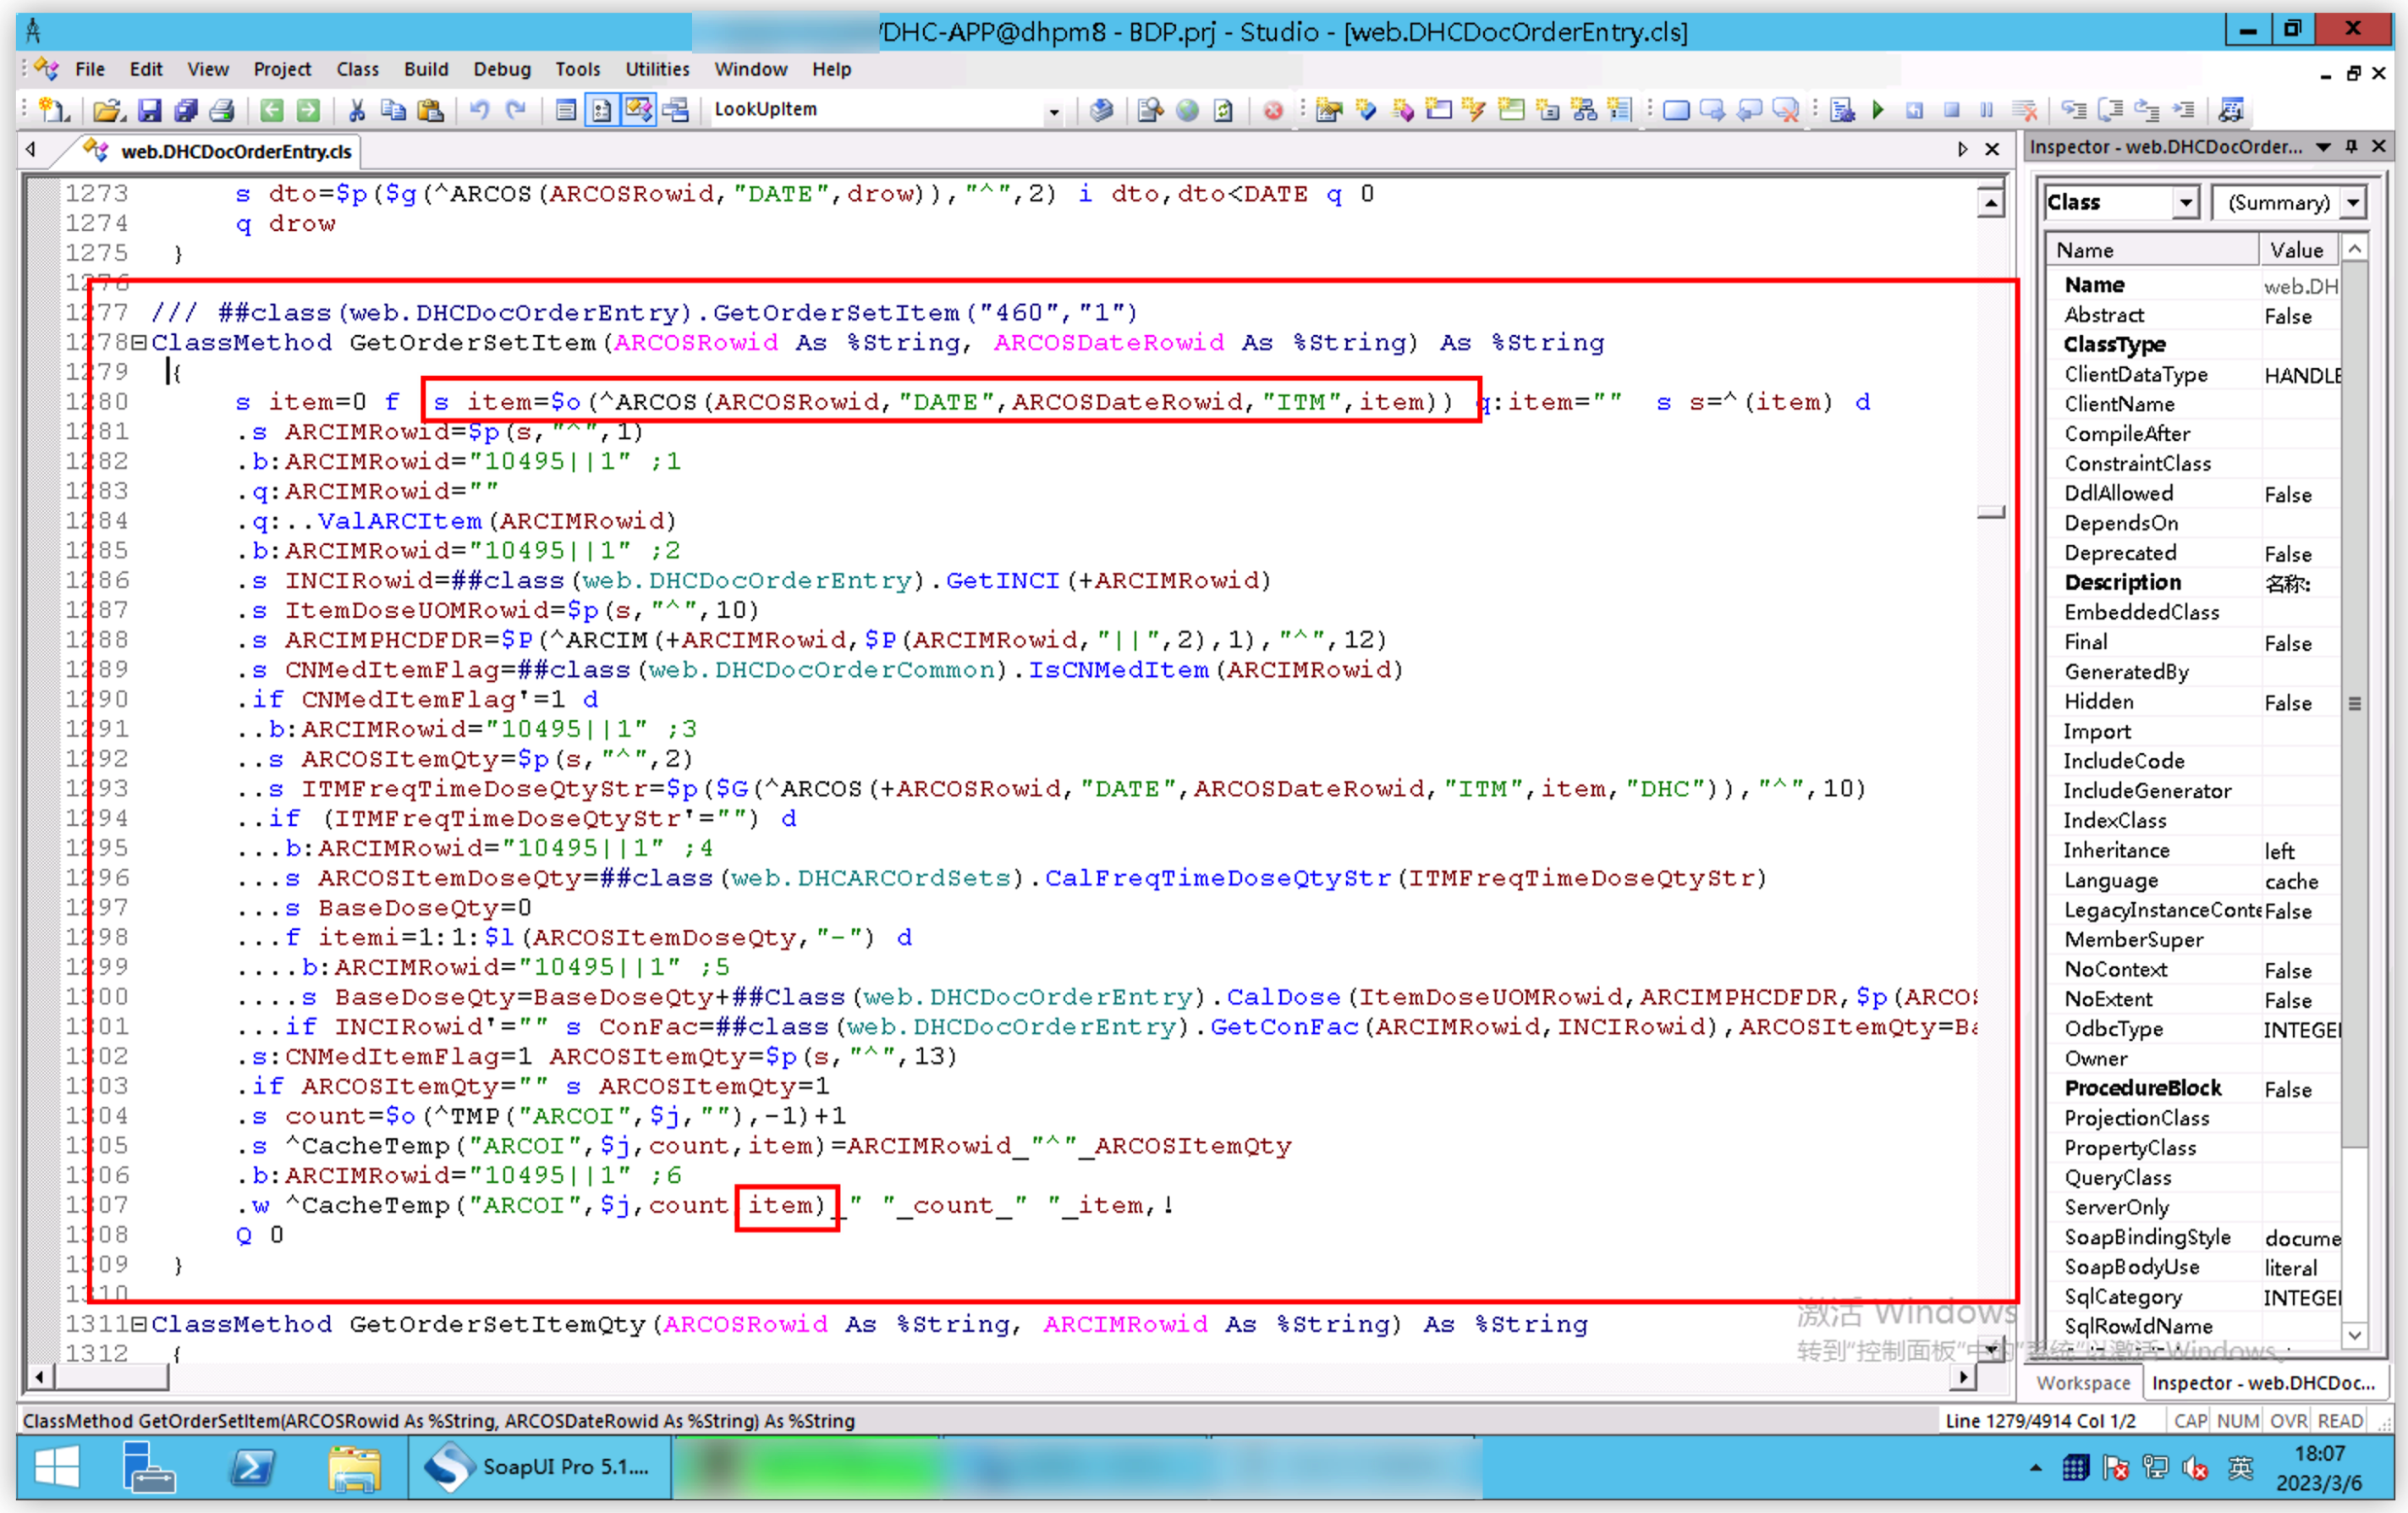 /DHC-APP@dhpm8 - BDP.prj - Studio - [web.DHCDocOrderEntry.cls]
File Edit View Project Class Build Debug Tools Utilities Window Help
LookUpItem
web.DHCDocOrderEntry.cls
1273 s dto=$p($g(^ARCOS(ARCOSRowid,"DATE",drow)),"^",2) i dto,dto<DATE q 0
1274 q drow
1275 }
1276
1277 /// ##class(web.DHCDocOrderEntry).GetOrderSetItem("460","1")
1278 ClassMethod GetOrderSetItem(ARCOSRowid As %String, ARCOSDateRowid As %String) As %String
1279 {
1280 s item=0 f s item=$o(^ARCOS(ARCOSRowid,"DATE",ARCOSDateRowid,"ITM",item)) q:item="" s s=^(item) d
1281 .s ARCIMRowid=$p(s,"^",1)
1282 .b:ARCIMRowid="10495||1" ;1
1283 .q:ARCIMRowid=""
1284 .q:..ValARCItem(ARCIMRowid)
1285 .b:ARCIMRowid="10495||1" ;2
1286 .s INCIRowid=##class(web.DHCDocOrderEntry).GetINCI(+ARCIMRowid)
1287 .s ItemDoseUOMRowid=$p(s,"^",10)
1288 .s ARCIMPHCDFDR=$P(^ARCIM(+ARCIMRowid,$P(ARCIMRowid,"||",2),1),"^",12)
1289 .s CNMedItemFlag=##class(web.DHCDocOrderCommon).IsCNMedItem(ARCIMRowid)
1290 .if CNMedItemFlag'=1 d
1291 ..b:ARCIMRowid="10495||1" ;3
1292 ..s ARCOSItemQty=$p(s,"^",2)
1293 ..s ITMFreqTimeDoseQtyStr=$p($G(^ARCOS(+ARCOSRowid,"DATE",ARCOSDateRowid,"ITM",item,"DHC")),"^",10)
1294 ..if (ITMFreqTimeDoseQtyStr'="") d
1295 ...b:ARCIMRowid="10495||1" ;4
1296 ...s ARCOSItemDoseQty=##class(web.DHCARCOrdSets).CalFreqTimeDoseQtyStr(ITMFreqTimeDoseQtyStr)
1297 ...s BaseDoseQty=0
1298 ...f itemi=1:1:$l(ARCOSItemDoseQty,"-") d
1299 ....b:ARCIMRowid="10495||1" ;5
1300 ....s BaseDoseQty=BaseDoseQty+##Class(web.DHCDocOrderEntry).CalDose(ItemDoseUOMRowid,ARCIMPHCDFDR,$p(ARCOS
1301 ...if INCIRowid'="" s ConFac=##class(web.DHCDocOrderEntry).GetConFac(ARCIMRowid,INCIRowid),ARCOSItemQty=Ba
1302 .s:CNMedItemFlag=1 ARCOSItemQty=$p(s,"^",13)
1303 .if ARCOSItemQty="" s ARCOSItemQty=1
1304 .s count=$o(^TMP("ARCOI",$j,""),-1)+1
1305 .s ^CacheTemp("ARCOI",$j,count,item)=ARCIMRowid_"^"_ARCOSItemQty
1306 .b:ARCIMRowid="10495||1" ;6
1307 .w ^CacheTemp("ARCOI",$j,count,item)_" "_count_" "_item,!
1308 Q 0
1309 }
1310
1311 ClassMethod GetOrderSetItemQty(ARCOSRowid As %String, ARCIMRowid As %String) As %String
1312 {
Inspector - web.DHCDocOrder...
Class (Summary)
Name Value
Name web.DH
Abstract False
ClassType
ClientDataType HANDLE
ClientName
CompileAfter
ConstraintClass
DdlAllowed False
DependsOn
Deprecated False
Description 名称:
EmbeddedClass
Final False
GeneratedBy
Hidden False
Import
IncludeCode
IncludeGenerator
IndexClass
Inheritance left
Language cache
LegacyInstanceConte False
MemberSuper
NoContext False
NoExtent False
OdbcType INTEGEI
Owner
ProcedureBlock False
ProjectionClass
PropertyClass
QueryClass
ServerOnly
SoapBindingStyle docume
SoapBodyUse literal
SqlCategory INTEGEI
SqlRowIdName
激活 Windows
转到"控制面板"中的"系统"以激活 Windows。
Workspace Inspector - web.DHCDoc...
ClassMethod GetOrderSetItem(ARCOSRowid As %String, ARCOSDateRowid As %String) As %String
Line 1279/4914 Col 1/2 CAP NUM OVR READ
SoapUI Pro 5.1....
英
18:07
2023/3/6